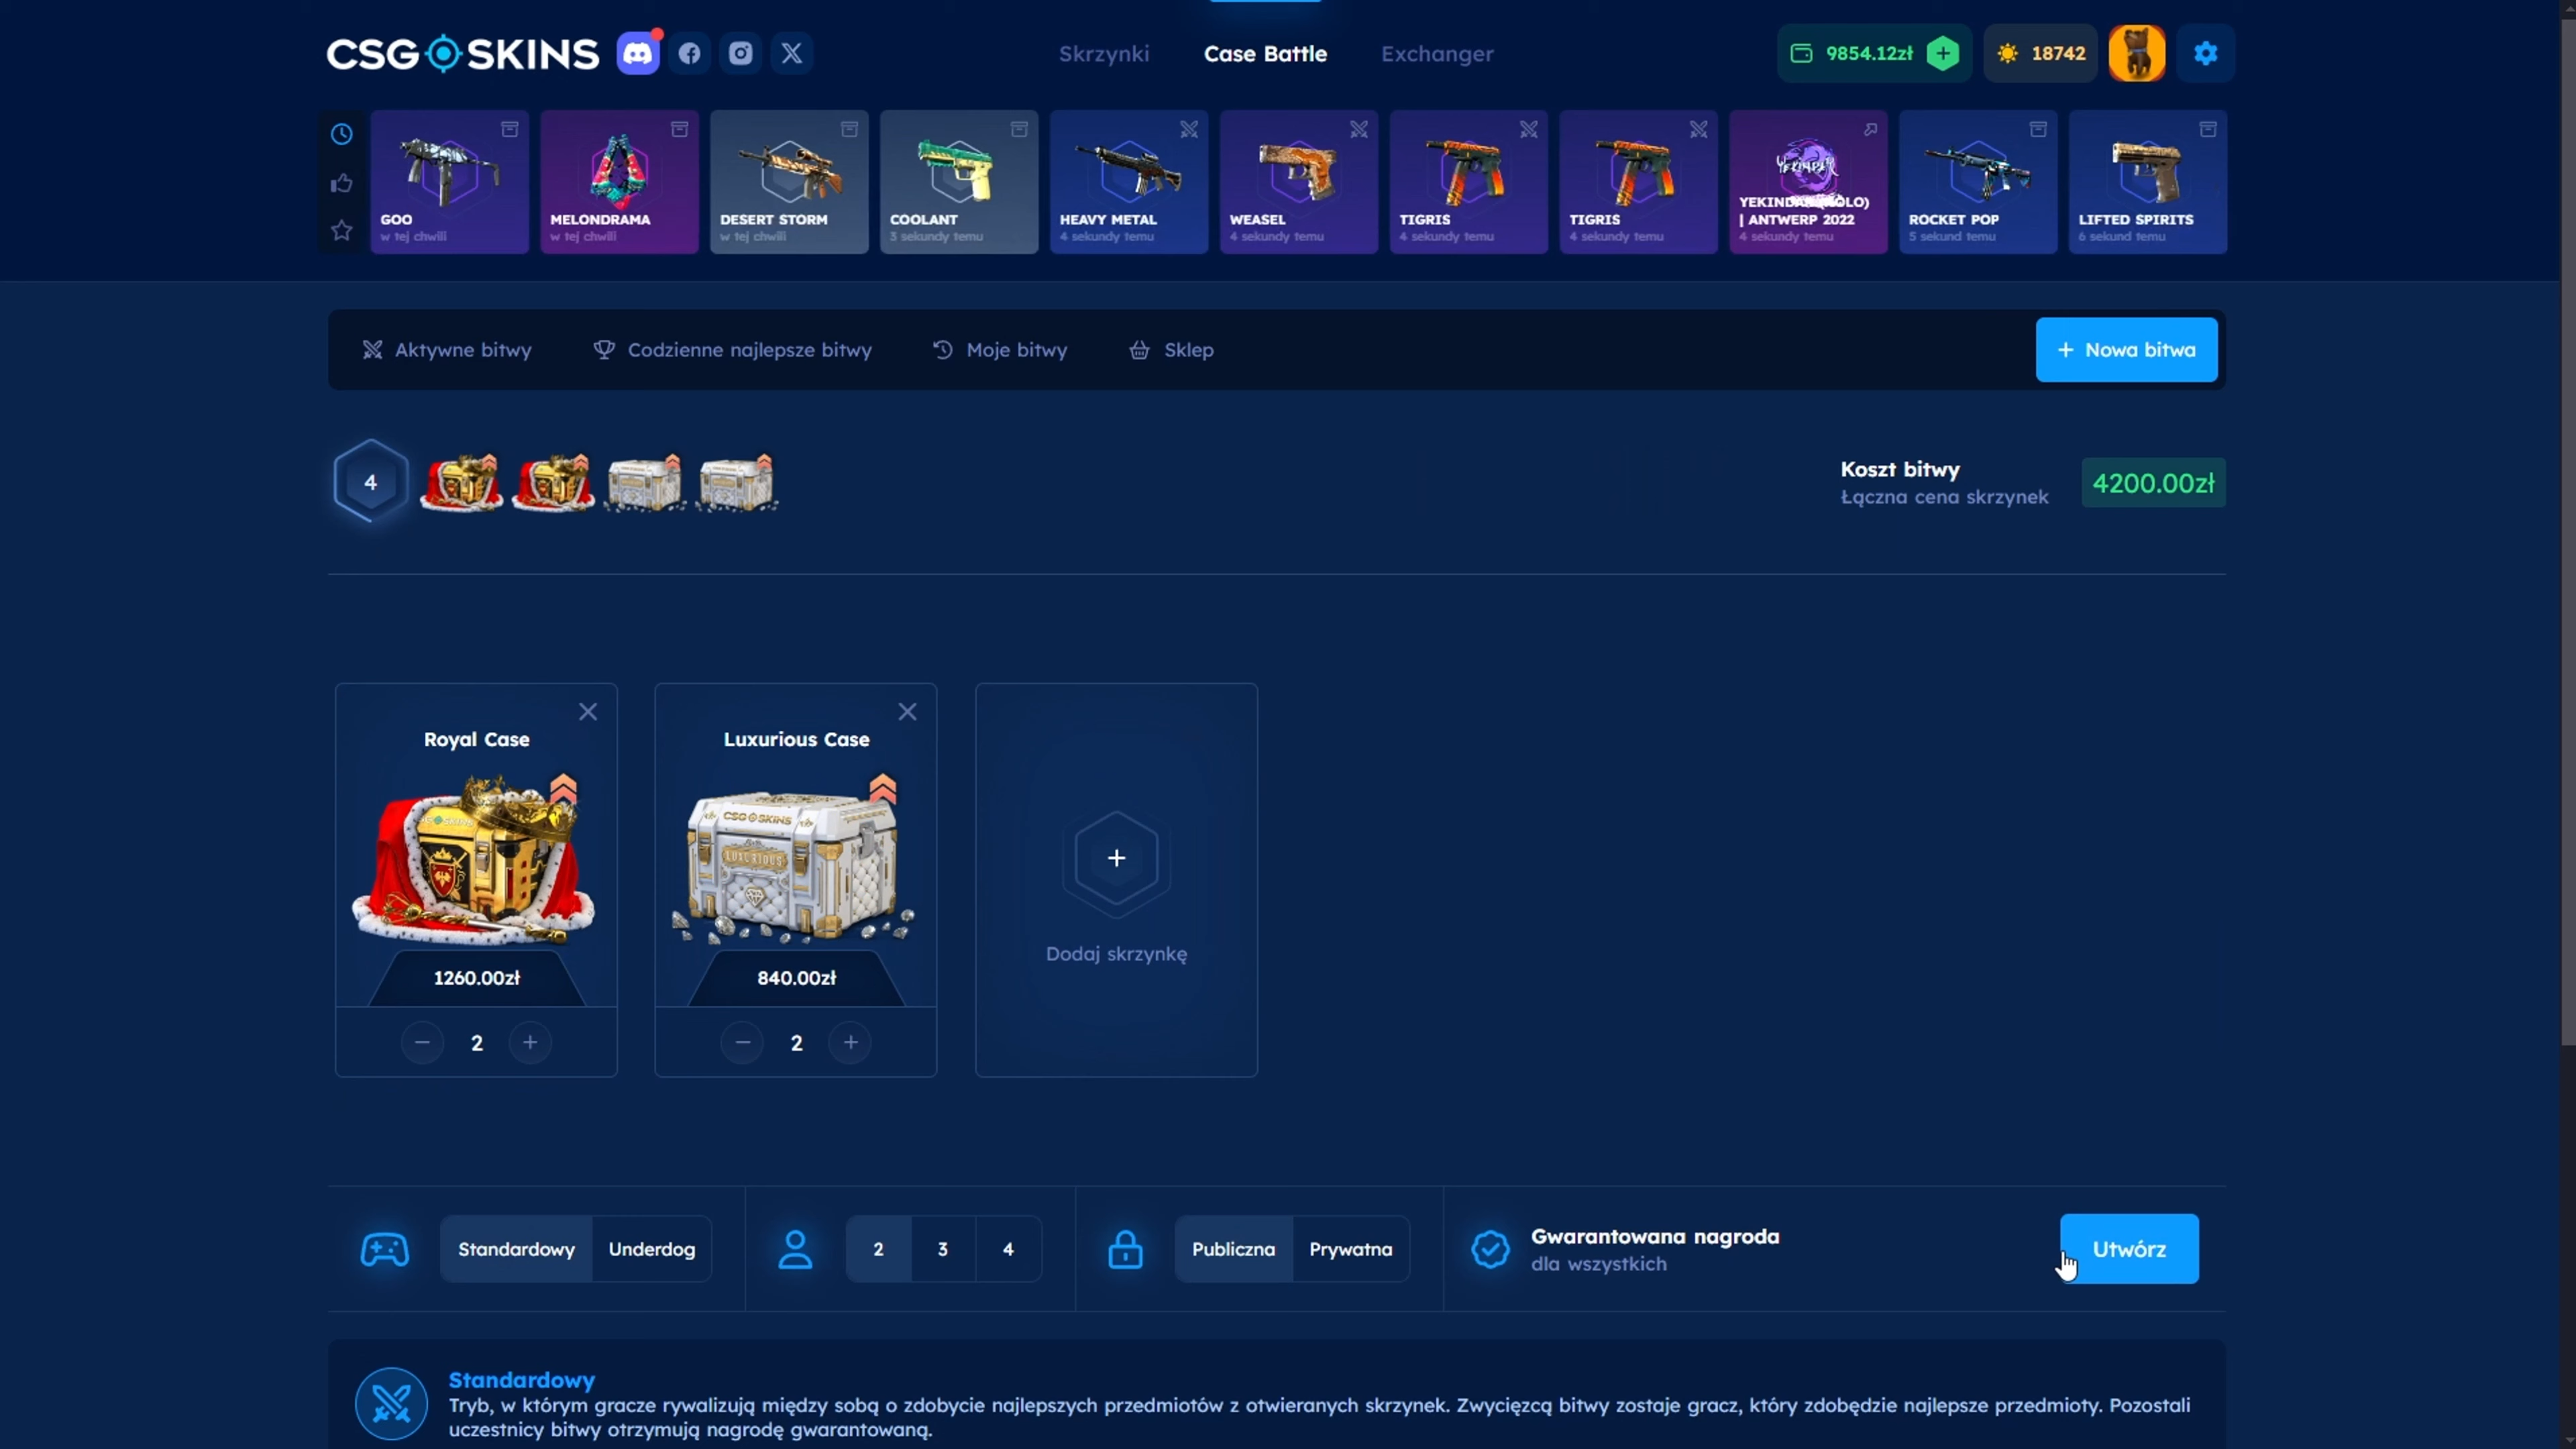 CSG SKINS
Skrzynki
Case Battle
Exchanger
9854.12zł
18742
GOO
w tej chwili
MELONDRAMA
w tej chwili
DESERT STORM
w tej chwili
COOLANT
3 sekundy temu
HEAVY METAL
4 sekundy temu
WEASEL
4 sekundy temu
TIGRIS
4 sekundy temu
TIGRIS
4 sekundy temu
| ANTWERP 2022
4 sekundy temu
ROCKET POP
5 sekund temu
LIFTED SPIRITS
6 sekund temu
Aktywne bitwy
Codzienne najlepsze bitwy
Moje bitwy
Sklep
+ Nowa bitwa
4
Koszt bitwy
Łączna cena skrzynek
4200.00zł
Royal Case
1260.00zł
− 2 +
Luxurious Case
CSG SKINS
LUXURIOUS
840.00zł
− 2 +
+
Dodaj skrzynkę
Standardowy
Underdog
2
3
4
Publiczna
Prywatna
Gwarantowana nagroda
dla wszystkich
Utwórz
Standardowy
Tryb, w którym gracze rywalizują między sobą o zdobycie najlepszych przedmiotów z otwieranych skrzynek. Zwycięzcą bitwy zostaje gracz, który zdobędzie najlepsze przedmioty. Pozostali
uczestnicy bitwy otrzymują nagrodę gwarantowaną.